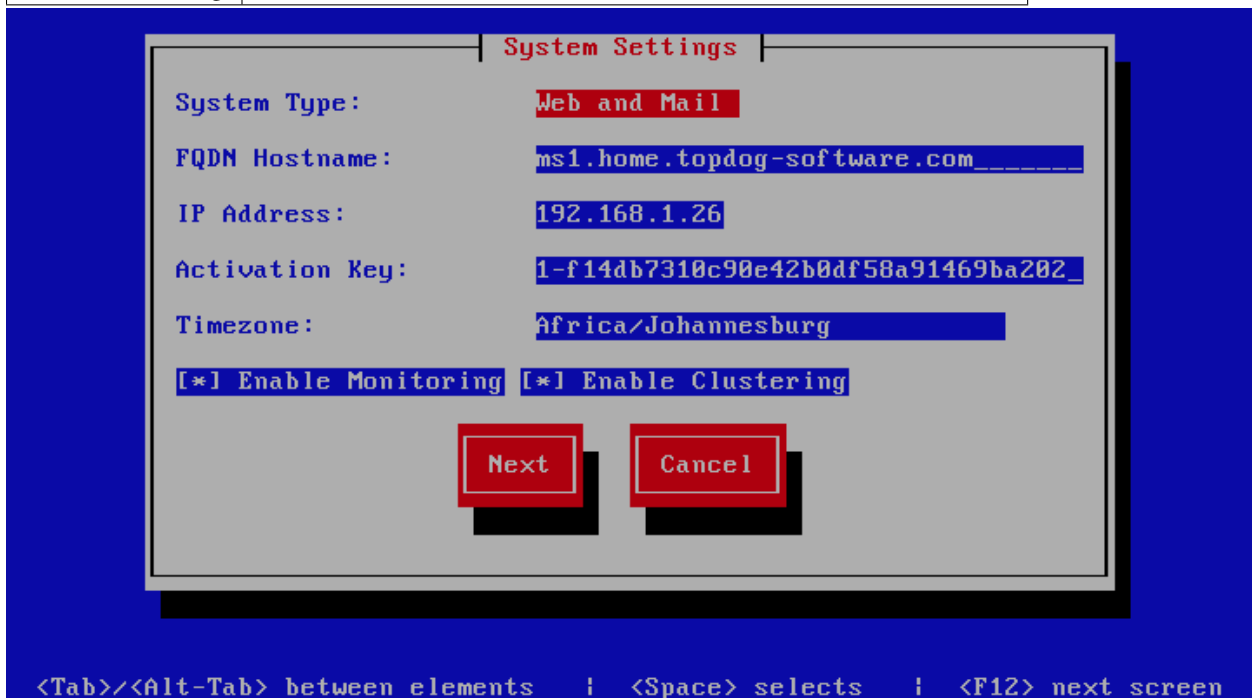 System Settings
System Type: Web and Mail
FQDN Hostname: ms1.home.topdog-software.com_______
IP Address: 192.168.1.26
Activation Key: 1-f14db7310c90e42b0df58a91469ba202_
Timezone: Africa/Johannesburg
[*] Enable Monitoring [*] Enable Clustering
Next Cancel
<Tab>/<Alt-Tab> between elements | <Space> selects | <F12> next screen